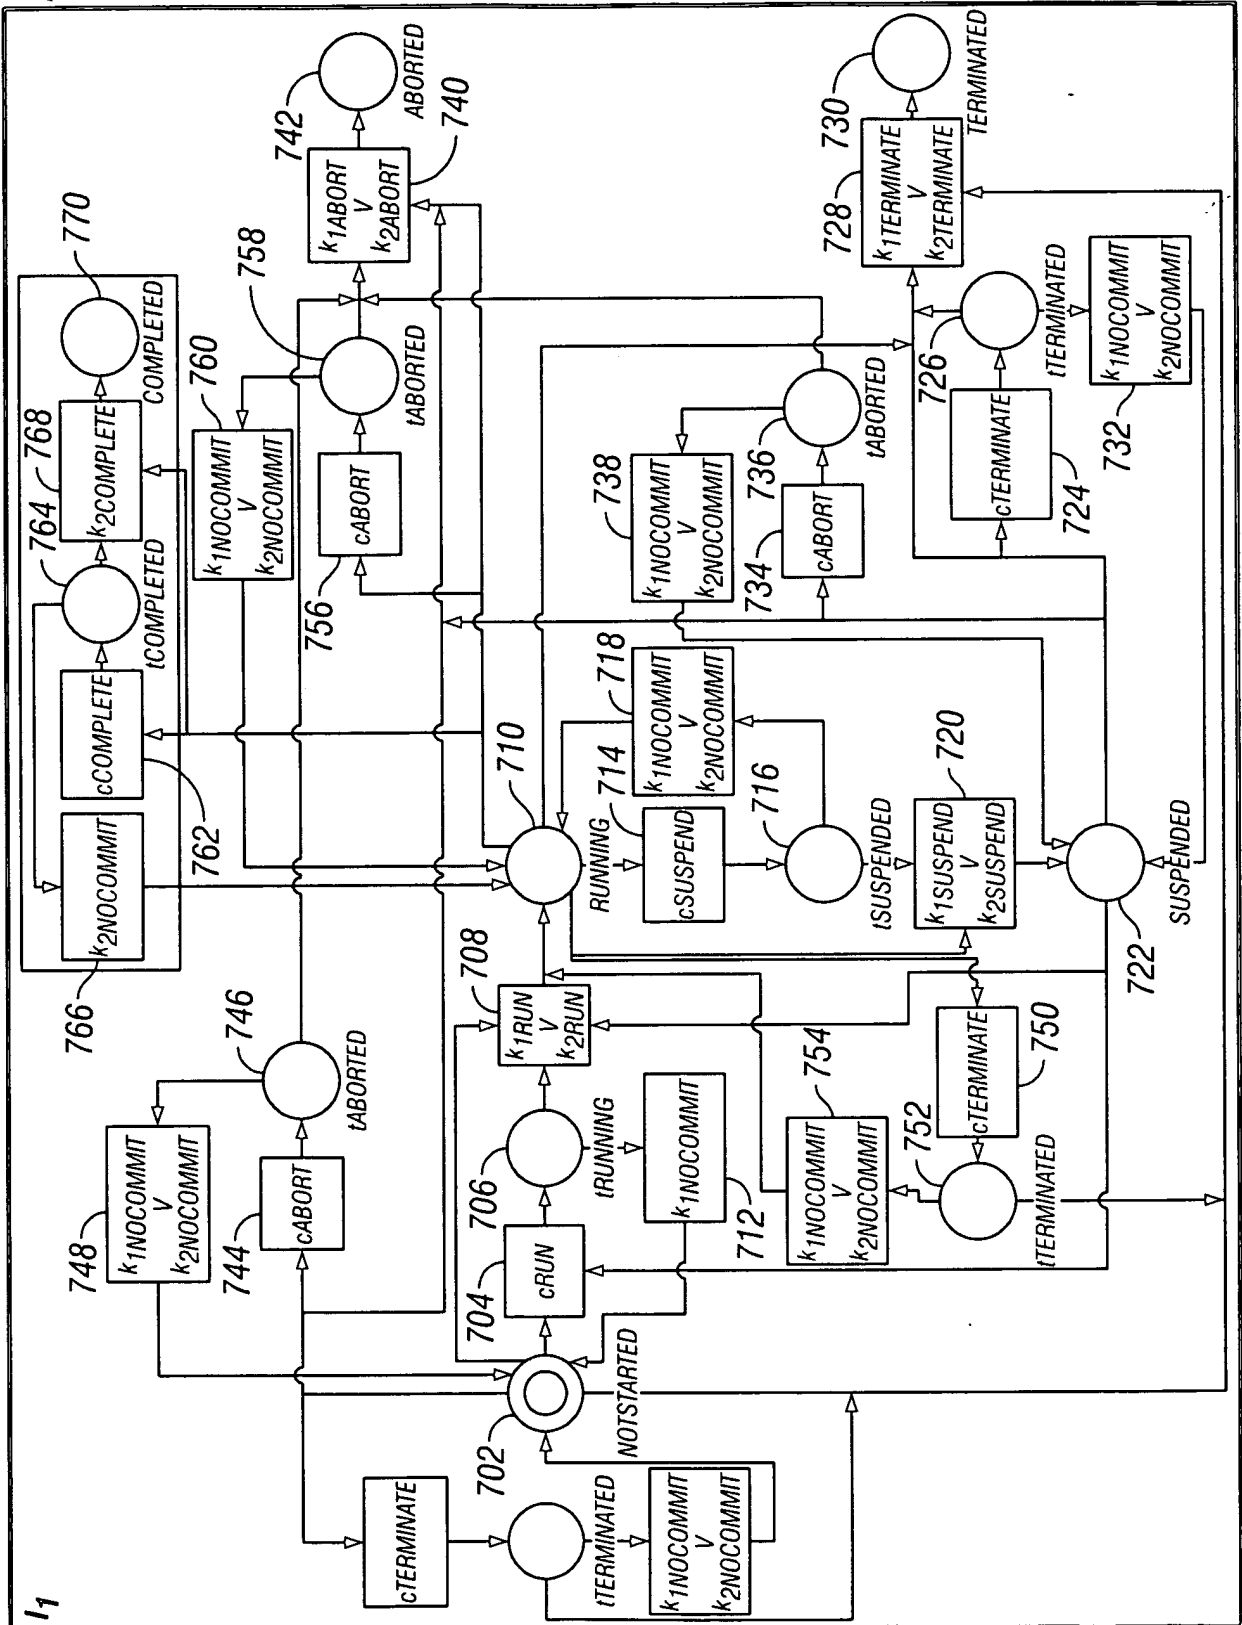 I1
cTERMINATE
tTERMINATED
k1NOCOMMIT
V
k2NOCOMMIT
702
NOTSTARTED
748
k1NOCOMMIT
V
k2NOCOMMIT
744
cABORT
746
tABORTED
704
cRUN
706
tRUNNING
k1NOCOMMIT
712
708
k1RUN
V
k2RUN
710
RUNNING
714
cSUSPEND
716
tSUSPENDED
718
k1NOCOMMIT
V
k2NOCOMMIT
720
k1SUSPEND
V
k2SUSPEND
722
SUSPENDED
750
cTERMINATE
752
tTERMINATED
754
k1NOCOMMIT
V
k2NOCOMMIT
766
k2NOCOMMIT
762
cCOMPLETE
764
tCOMPLETED
768
k2COMPLETE
770
COMPLETED
760
k1NOCOMMIT
V
k2NOCOMMIT
756
cABORT
758
tABORTED
740
k1ABORT
V
k2ABORT
742
ABORTED
738
k1NOCOMMIT
V
k2NOCOMMIT
734
cABORT
736
tABORTED
724
cTERMINATE
726
tTERMINATED
732
k1NOCOMMIT
V
k2NOCOMMIT
728
k1TERMINATE
V
k2TERMINATE
730
TERMINATED